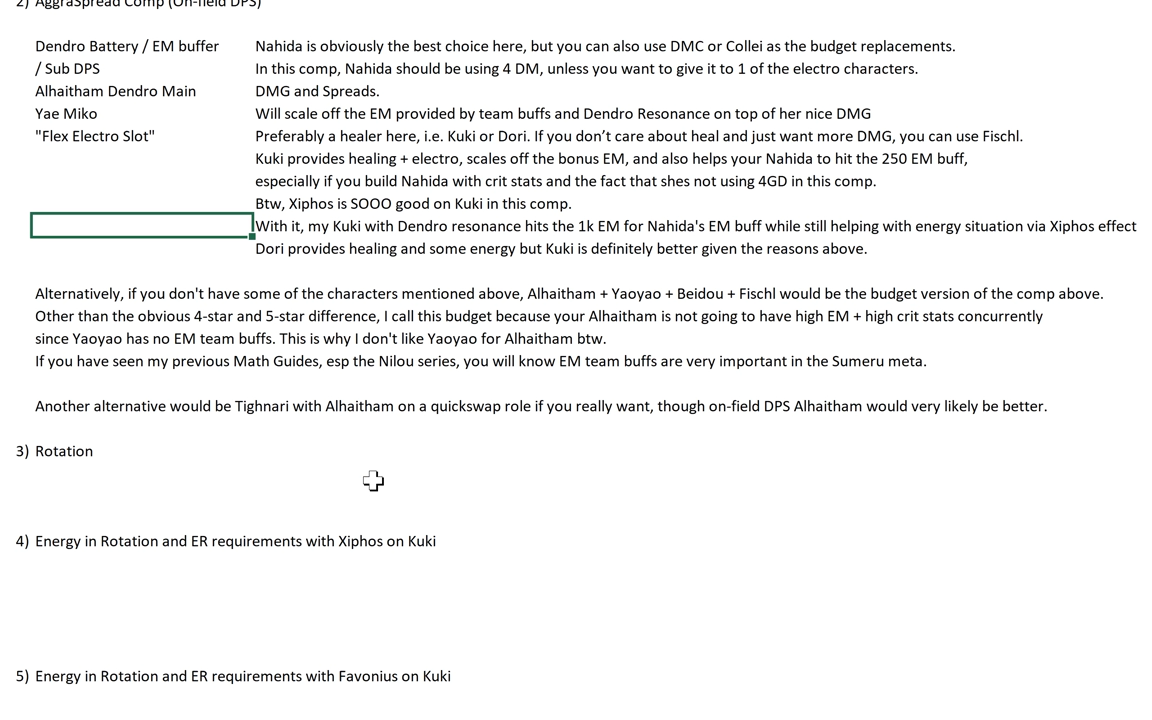 2) AggraSpread Comp (On-field DPS)
Dendro Battery / EM buffer Nahida is obviously the best choice here, but you can also use DMC or Collei as the budget replacements.
/ Sub DPS In this comp, Nahida should be using 4 DM, unless you want to give it to 1 of the electro characters.
Alhaitham Dendro Main DMG and Spreads.
Yae Miko Will scale off the EM provided by team buffs and Dendro Resonance on top of her nice DMG
"Flex Electro Slot" Preferably a healer here, i.e. Kuki or Dori. If you don’t care about heal and just want more DMG, you can use Fischl.
Kuki provides healing + electro, scales off the bonus EM, and also helps your Nahida to hit the 250 EM buff,
especially if you build Nahida with crit stats and the fact that shes not using 4GD in this comp.
Btw, Xiphos is SOOO good on Kuki in this comp.
With it, my Kuki with Dendro resonance hits the 1k EM for Nahida's EM buff while still helping with energy situation via Xiphos effect
Dori provides healing and some energy but Kuki is definitely better given the reasons above.
Alternatively, if you don't have some of the characters mentioned above, Alhaitham + Yaoyao + Beidou + Fischl would be the budget version of the comp above.
Other than the obvious 4-star and 5-star difference, I call this budget because your Alhaitham is not going to have high EM + high crit stats concurrently
since Yaoyao has no EM team buffs. This is why I don't like Yaoyao for Alhaitham btw.
If you have seen my previous Math Guides, esp the Nilou series, you will know EM team buffs are very important in the Sumeru meta.
Another alternative would be Tighnari with Alhaitham on a quickswap role if you really want, though on-field DPS Alhaitham would very likely be better.
3) Rotation
4) Energy in Rotation and ER requirements with Xiphos on Kuki
5) Energy in Rotation and ER requirements with Favonius on Kuki